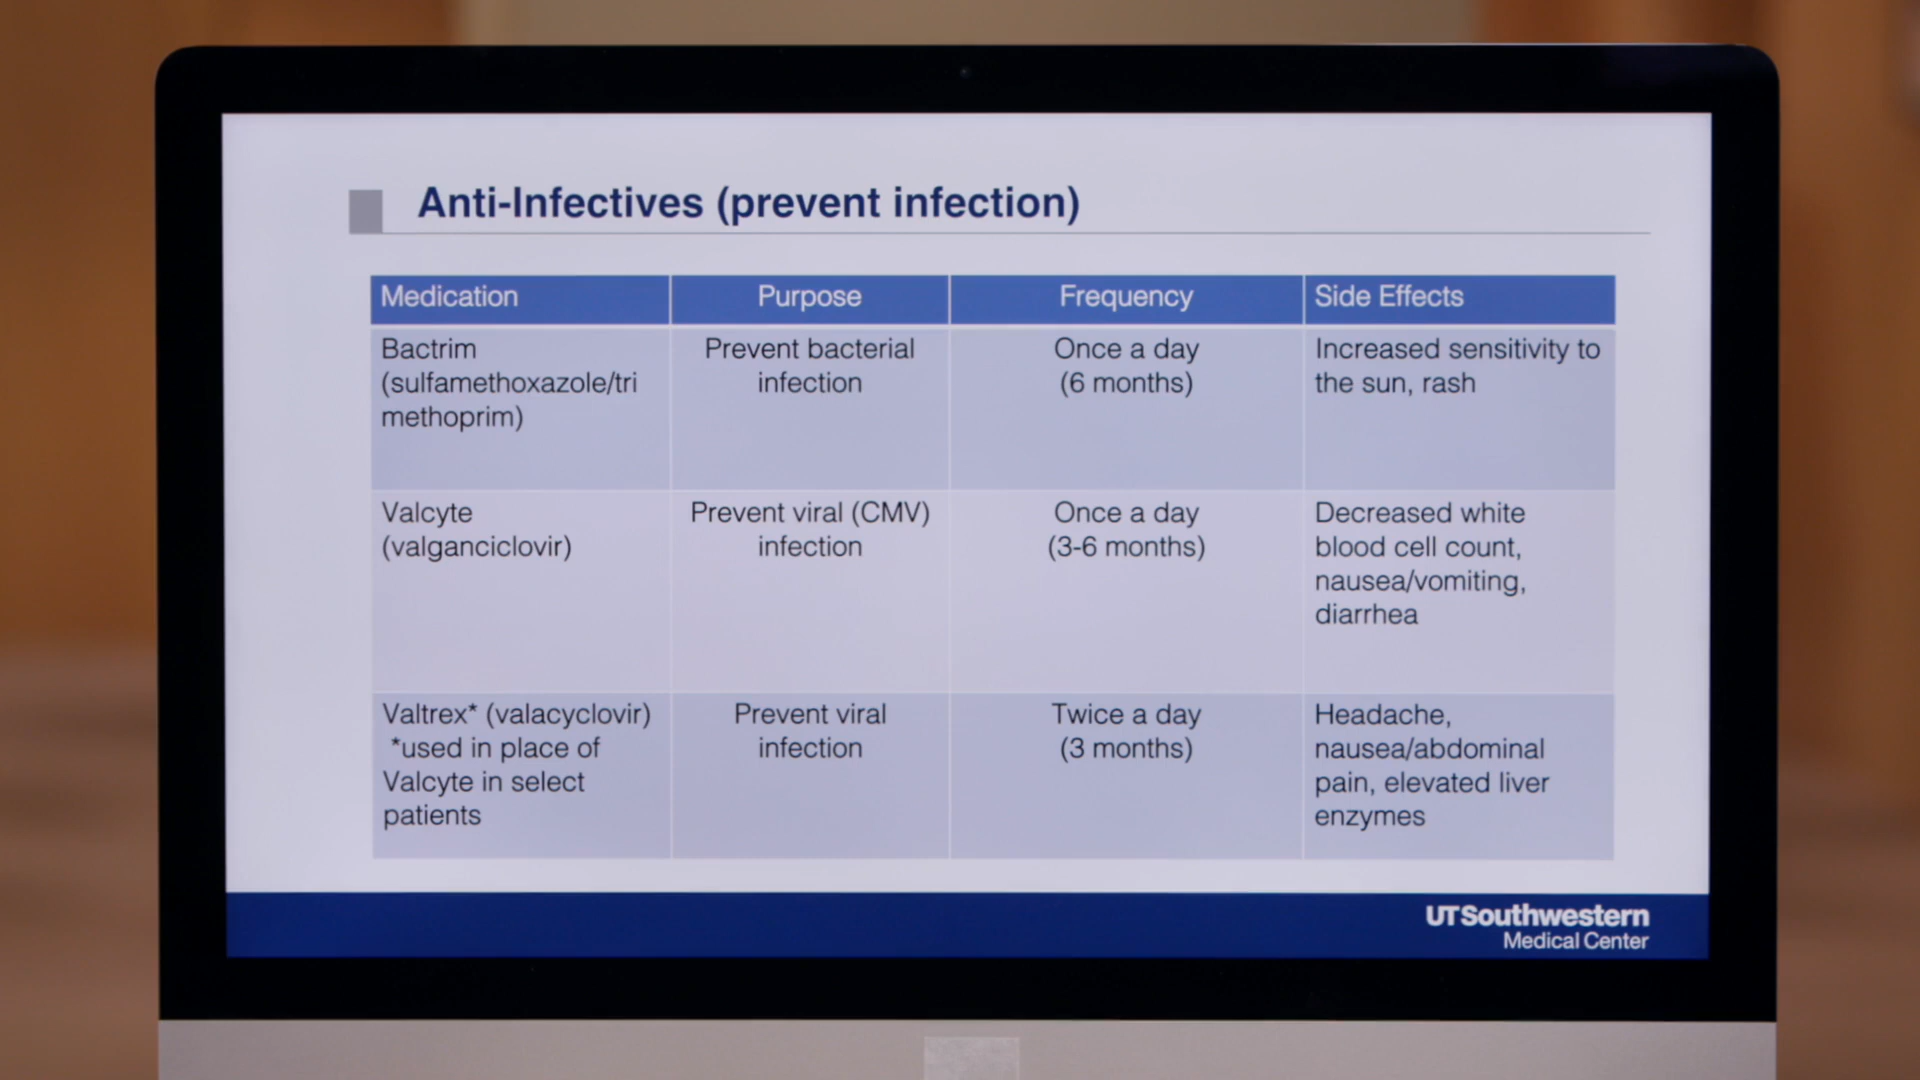 Anti-Infectives (prevent infection)
Medication
Purpose
Frequency
Side Effects
Bactrim
(sulfamethoxazole/tri
methoprim)
Prevent bacterial
infection
Once a day
(6 months)
Increased sensitivity to
the sun, rash
Valcyte
(valganciclovir)
Prevent viral (CMV)
infection
Once a day
(3-6 months)
Decreased white
blood cell count,
nausea/vomiting,
diarrhea
Valtrex* (valacyclovir)
*used in place of
Valcyte in select
patients
Prevent viral
infection
Twice a day
(3 months)
Headache,
nausea/abdominal
pain, elevated liver
enzymes
UTSouthwestern
Medical Center